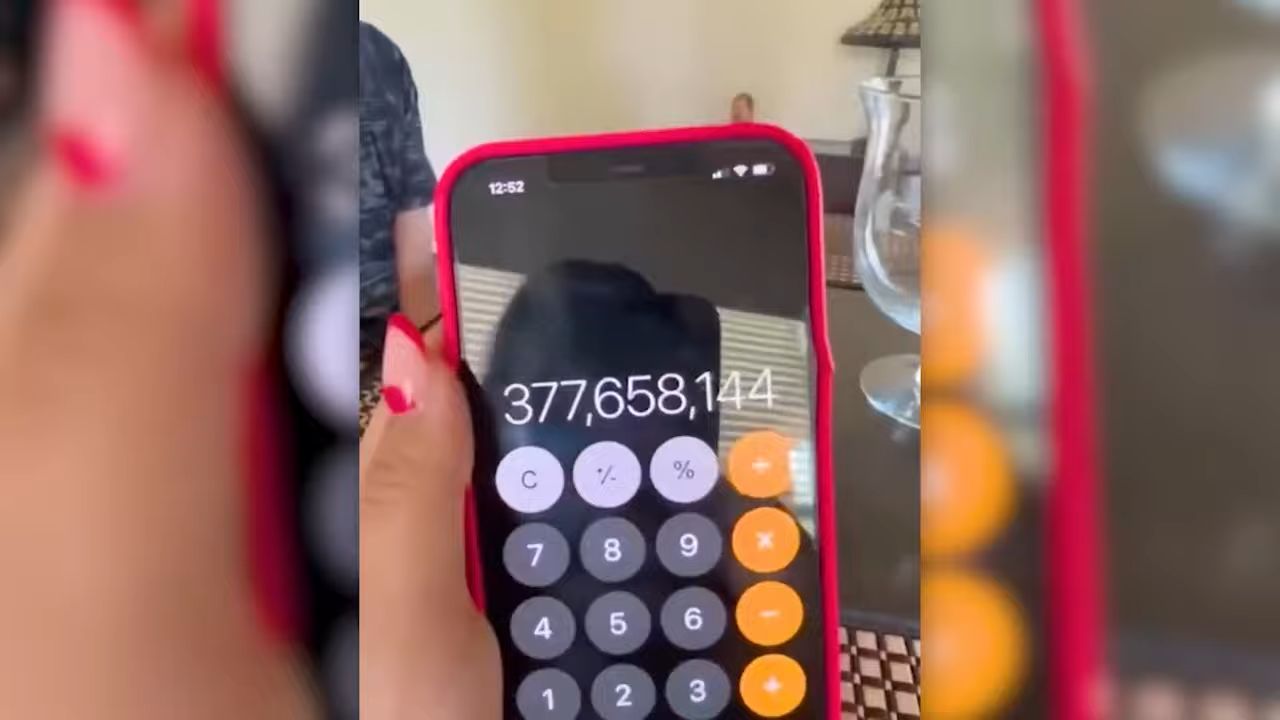 12:52
377,658,144
C ⁺∕₋ % ÷
7 8 9 ×
4 5 6 −
1 2 3 +